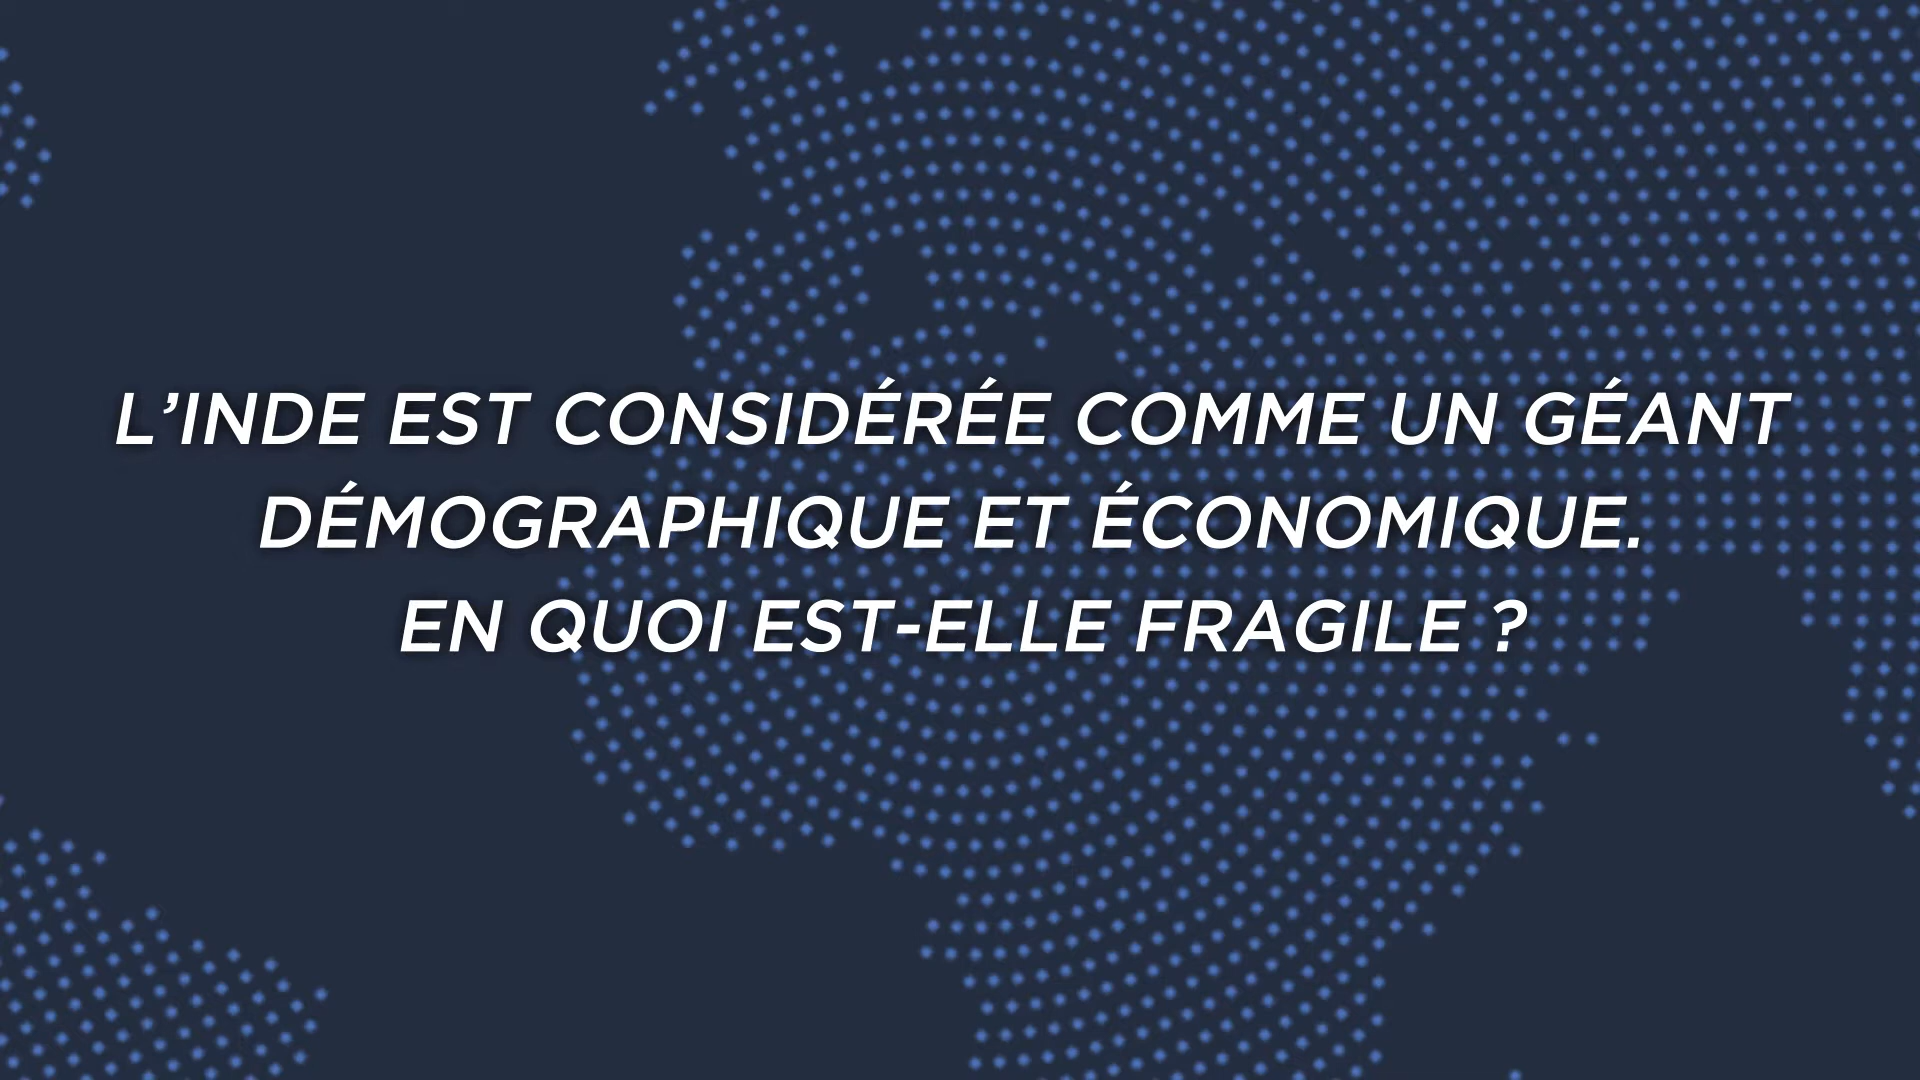 L’INDE EST CONSIDÉRÉE COMME UN GÉANT
DÉMOGRAPHIQUE ET ÉCONOMIQUE.
EN QUOI EST-ELLE FRAGILE ?